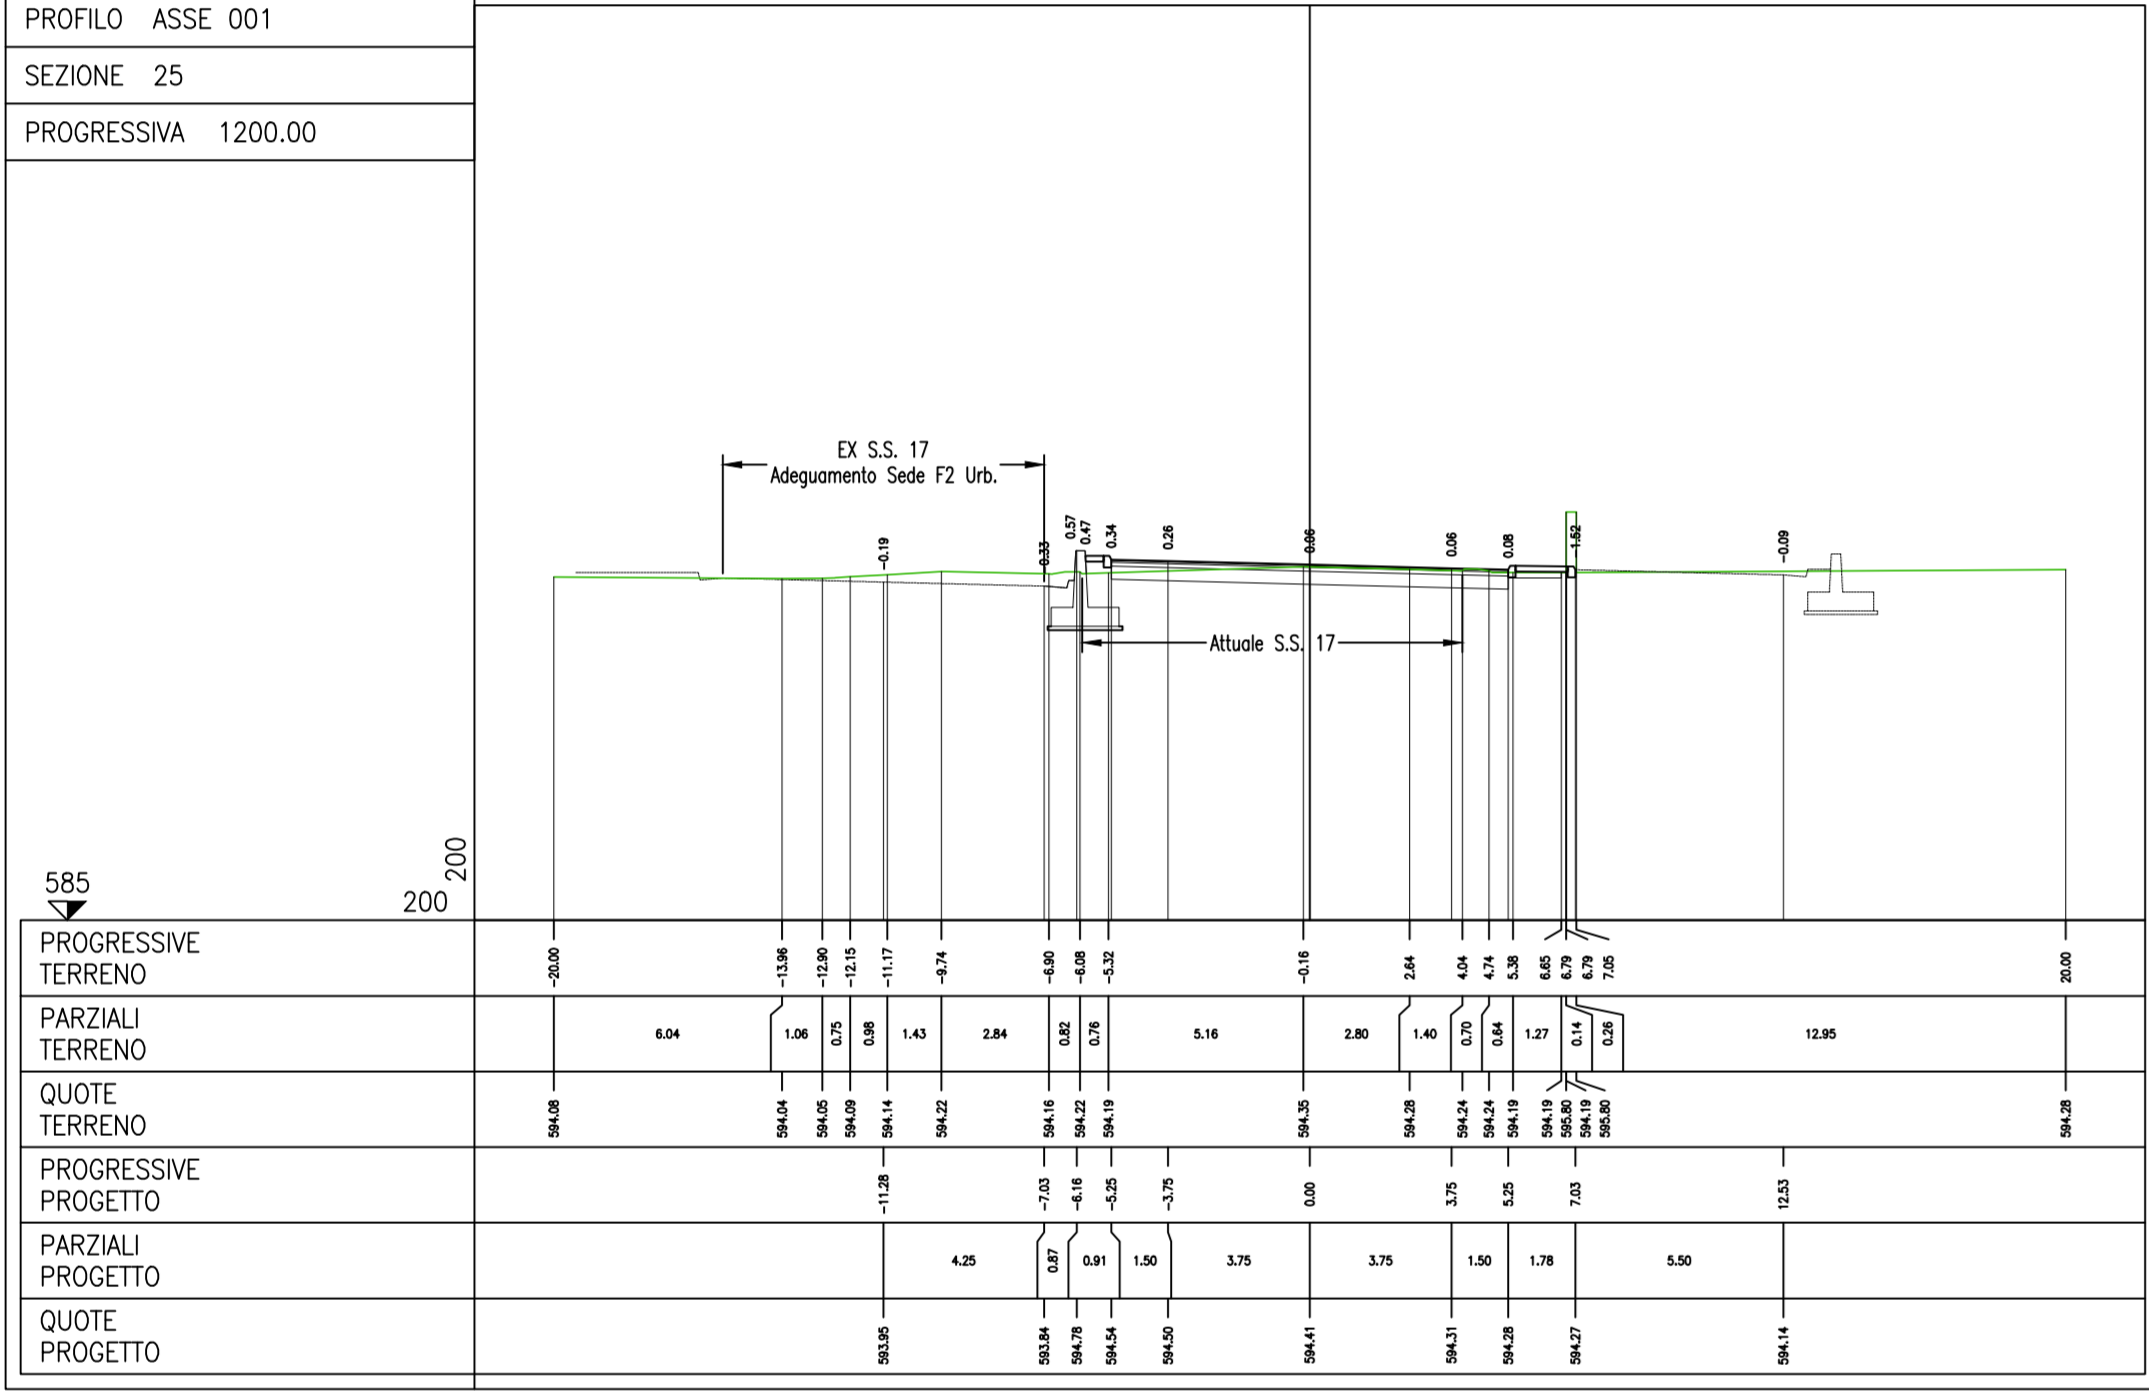 PROFILO ASSE 001
SEZIONE 25
PROGRESSIVA 1200.00
EX S.S. 17
Adeguamento Sede F2 Urb.
-0.19
0.33
0.57
0.47
0.34
0.26
0.06
0.06
0.08
-1.52
-0.09
Attuale S.S. 17
200
585
200
PROGRESSIVE
TERRENO
-20.00 -13.96 -12.90 -12.15 -11.17 -9.74 -6.90 -6.08 -5.32 -0.16 2.64 4.04 4.74 5.38 6.65 6.79 6.79 7.05 20.00
PARZIALI
TERRENO
6.04 1.06 0.75 0.98 1.43 2.84 0.82 0.76 5.16 2.80 1.40 0.70 0.64 1.27 0.14 0.26 12.95
QUOTE
TERRENO
594.08 594.04 594.05 594.09 594.14 594.22 594.16 594.22 594.19 594.35 594.28 594.24 594.24 594.19 594.19 595.80 594.19 595.80 594.28
PROGRESSIVE
PROGETTO
-11.28 -7.03 -6.16 -5.25 -3.75 0.00 3.75 5.25 7.03 12.53
PARZIALI
PROGETTO
4.25 0.87 0.91 1.50 3.75 3.75 1.50 1.78 5.50
QUOTE
PROGETTO
593.95 593.84 594.78 594.54 594.50 594.41 594.31 594.28 594.27 594.14